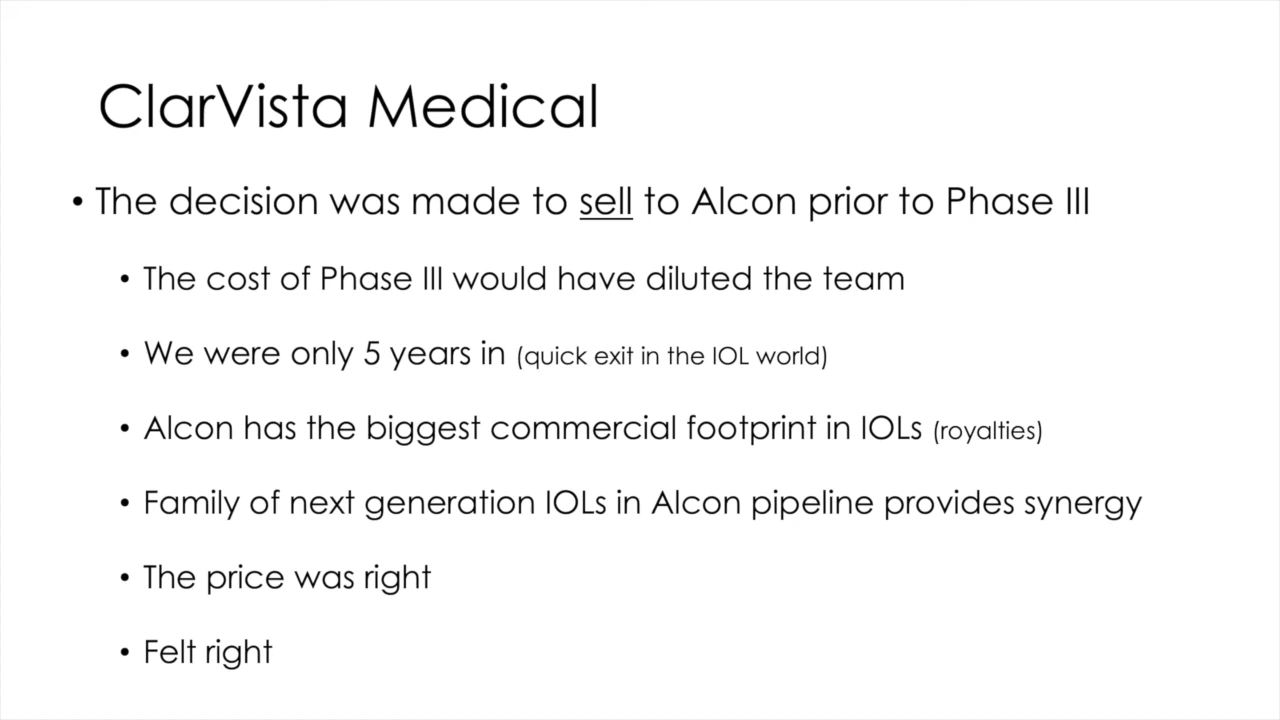 ClarVista Medical
• The decision was made to sell to Alcon prior to Phase III
• The cost of Phase III would have diluted the team
• We were only 5 years in (quick exit in the IOL world)
• Alcon has the biggest commercial footprint in IOLs (royalties)
• Family of next generation IOLs in Alcon pipeline provides synergy
• The price was right
• Felt right